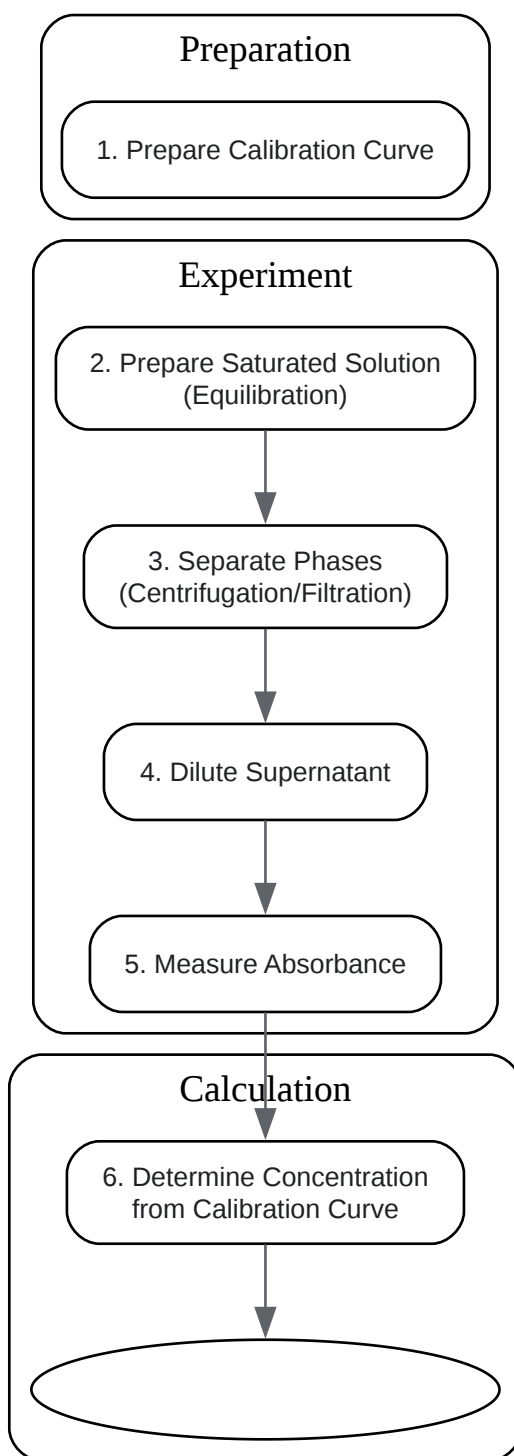 Preparation
1. Prepare Calibration Curve
Experiment
2. Prepare Saturated Solution
(Equilibration)
3. Separate Phases
(Centrifugation/Filtration)
4. Dilute Supernatant
5. Measure Absorbance
Calculation
6. Determine Concentration
from Calibration Curve